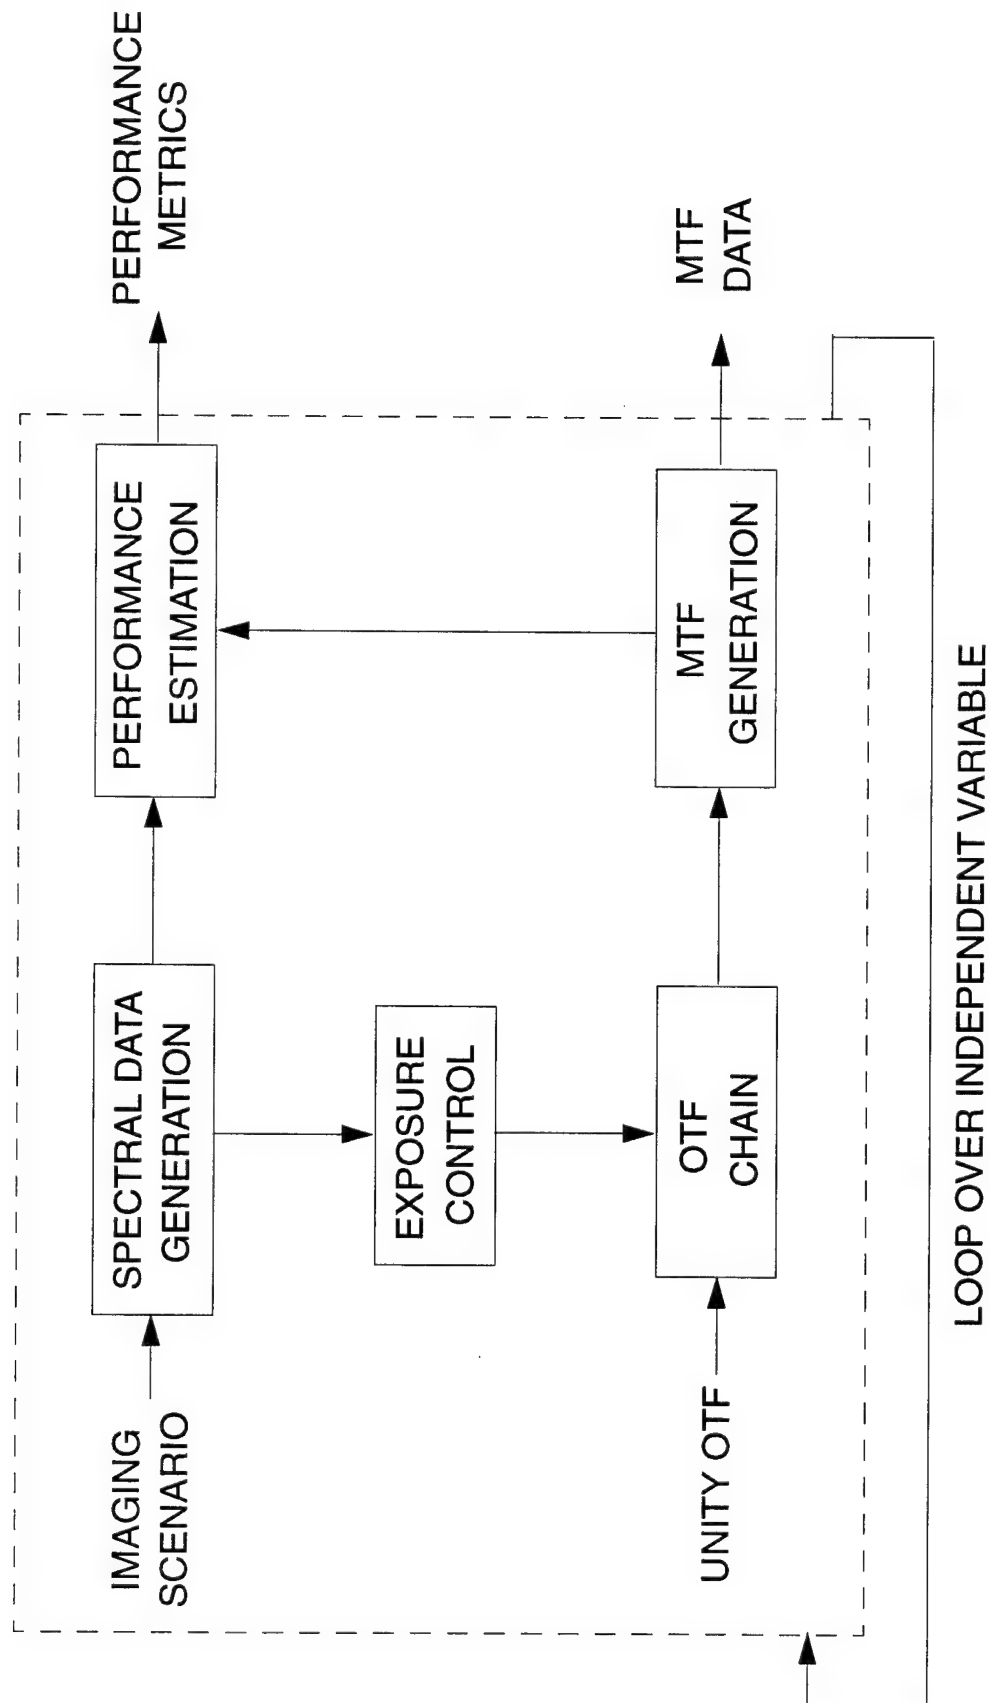 IMAGING
SCENARIO
SPECTRAL DATA
GENERATION
PERFORMANCE
ESTIMATION
PERFORMANCE
METRICS
EXPOSURE
CONTROL
UNITY OTF
OTF
CHAIN
MTF
GENERATION
MTF
DATA
LOOP OVER INDEPENDENT VARIABLE